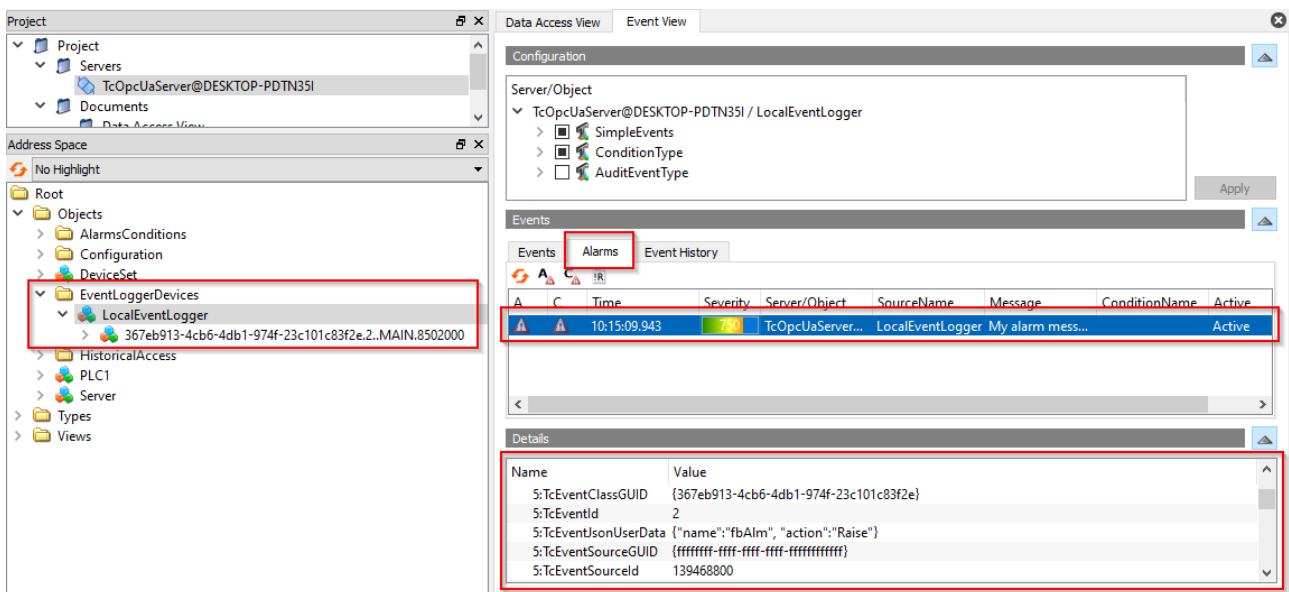 Project
Project
Servers
TcOpcUaServer@DESKTOP-PDTN35I
Documents
Data Access View
Address Space
No Highlight
Root
Objects
AlarmsConditions
Configuration
DeviceSet
EventLoggerDevices
LocalEventLogger
367eb913-4cb6-4db1-974f-23c101c83f2e.2..MAIN.8502000
HistoricalAccess
PLC1
Server
Types
Views
Data Access View Event View
Configuration
Server/Object
TcOpcUaServer@DESKTOP-PDTN35I / LocalEventLogger
SimpleEvents
ConditionType
AuditEventType
Apply
Events
Events Alarms Event History
A C !R
A C Time Severity Server/Object SourceName Message ConditionName Active
10:15:09.943 750 TcOpcUaServer... LocalEventLogger My alarm mess... Active
Details
Name Value
5:TcEventClassGUID {367eb913-4cb6-4db1-974f-23c101c83f2e}
5:TcEventId 2
5:TcEventJsonUserData {"name":"fbAlm", "action":"Raise"}
5:TcEventSourceGUID {ffffffff-ffff-ffff-ffff-ffffffffffff}
5:TcEventSourceId 139468800